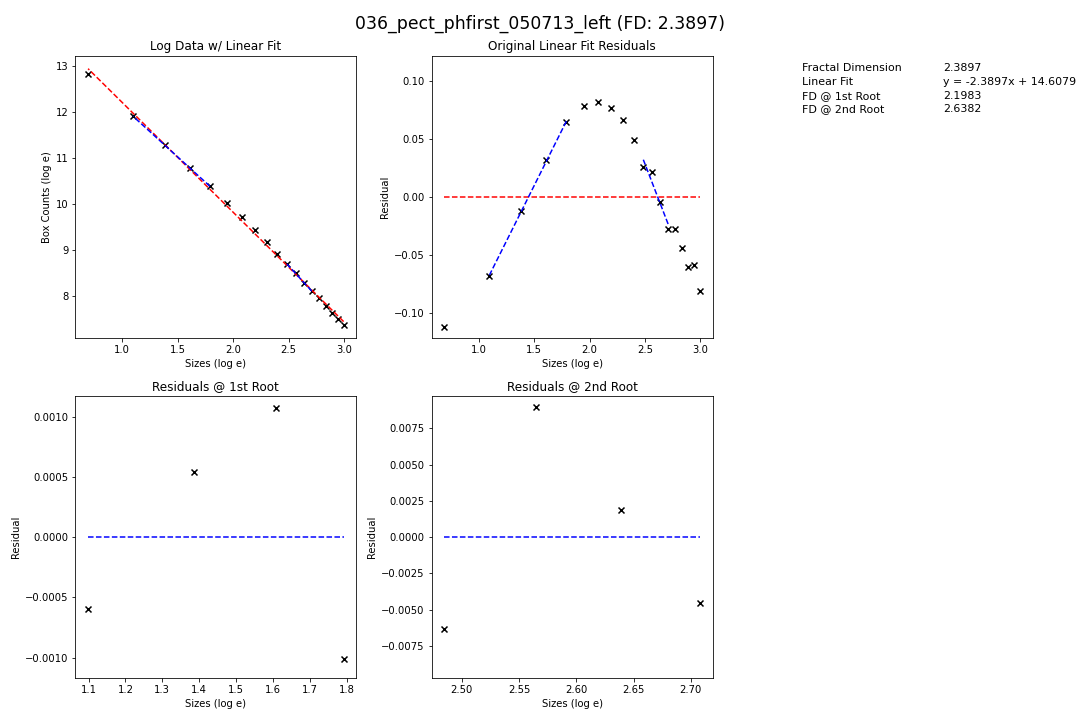 036_pect_phfirst_050713_left (FD: 2.3897)
Log Data w/ Linear Fit
13
12
11
10
9
8
Box Counts (log e)
1.0 1.5 2.0 2.5 3.0
Sizes (log e)
Original Linear Fit Residuals
0.10
0.05
0.00
−0.05
−0.10
Residual
1.0 1.5 2.0 2.5 3.0
Sizes (log e)
Fractal Dimension 2.3897
Linear Fit y = -2.3897x + 14.6079
FD @ 1st Root 2.1983
FD @ 2nd Root 2.6382
Residuals @ 1st Root
0.0010
0.0005
0.0000
−0.0005
−0.0010
Residual
1.1 1.2 1.3 1.4 1.5 1.6 1.7 1.8
Sizes (log e)
Residuals @ 2nd Root
0.0075
0.0050
0.0025
0.0000
−0.0025
−0.0050
−0.0075
Residual
2.50 2.55 2.60 2.65 2.70
Sizes (log e)